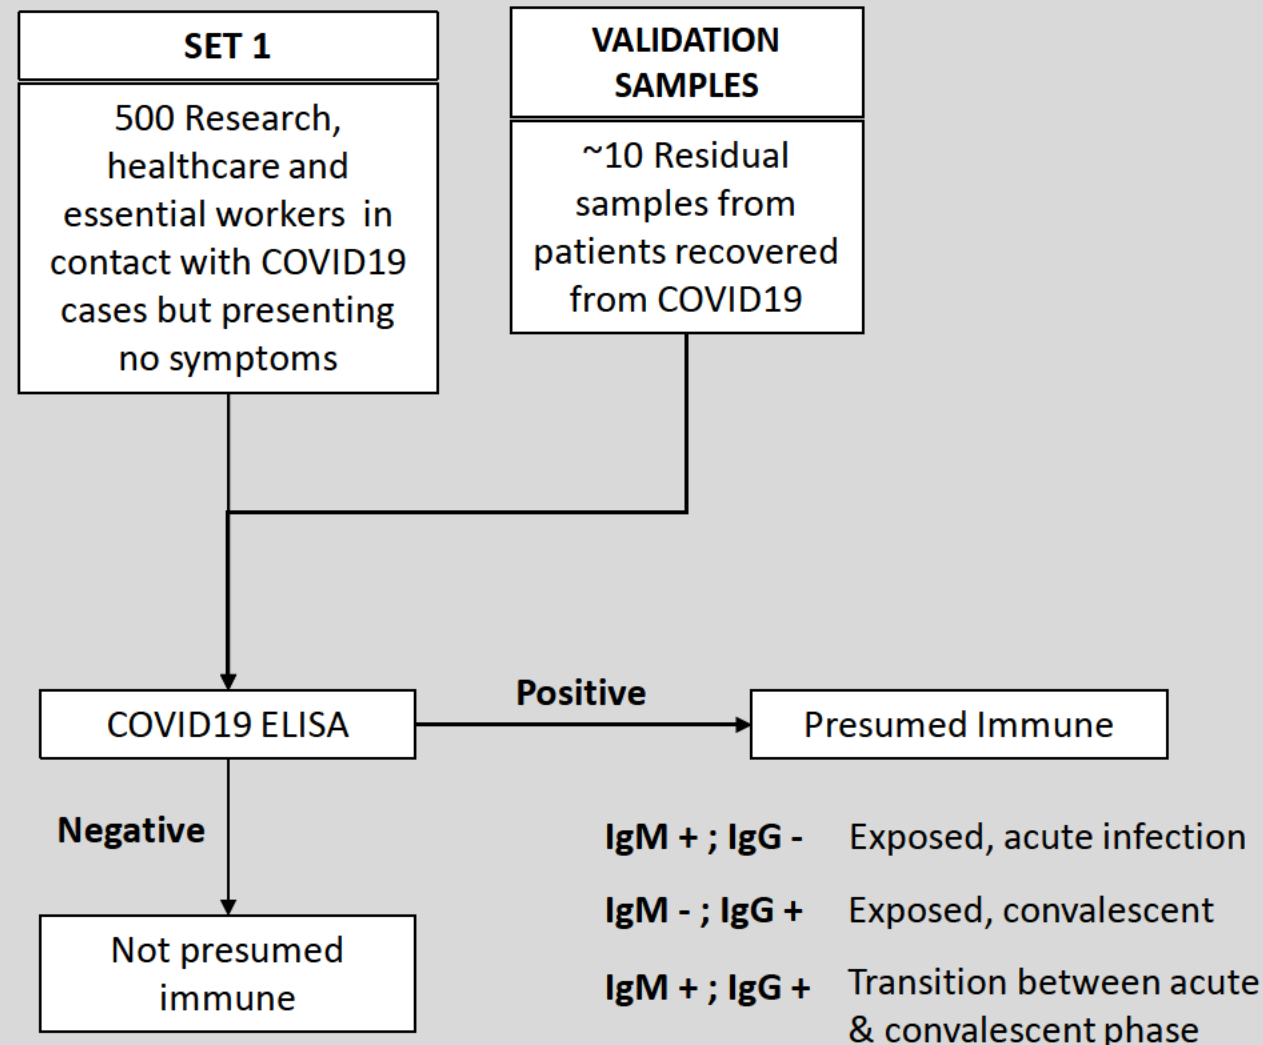 SET 1
500 Research,
healthcare and
essential workers in
contact with COVID19
cases but presenting
no symptoms
VALIDATION
SAMPLES
~10 Residual
samples from
patients recovered
from COVID19
COVID19 ELISA
Positive
Presumed Immune
Negative
Not presumed
immune
IgM + ; IgG - Exposed, acute infection
IgM - ; IgG + Exposed, convalescent
IgM + ; IgG + Transition between acute
& convalescent phase